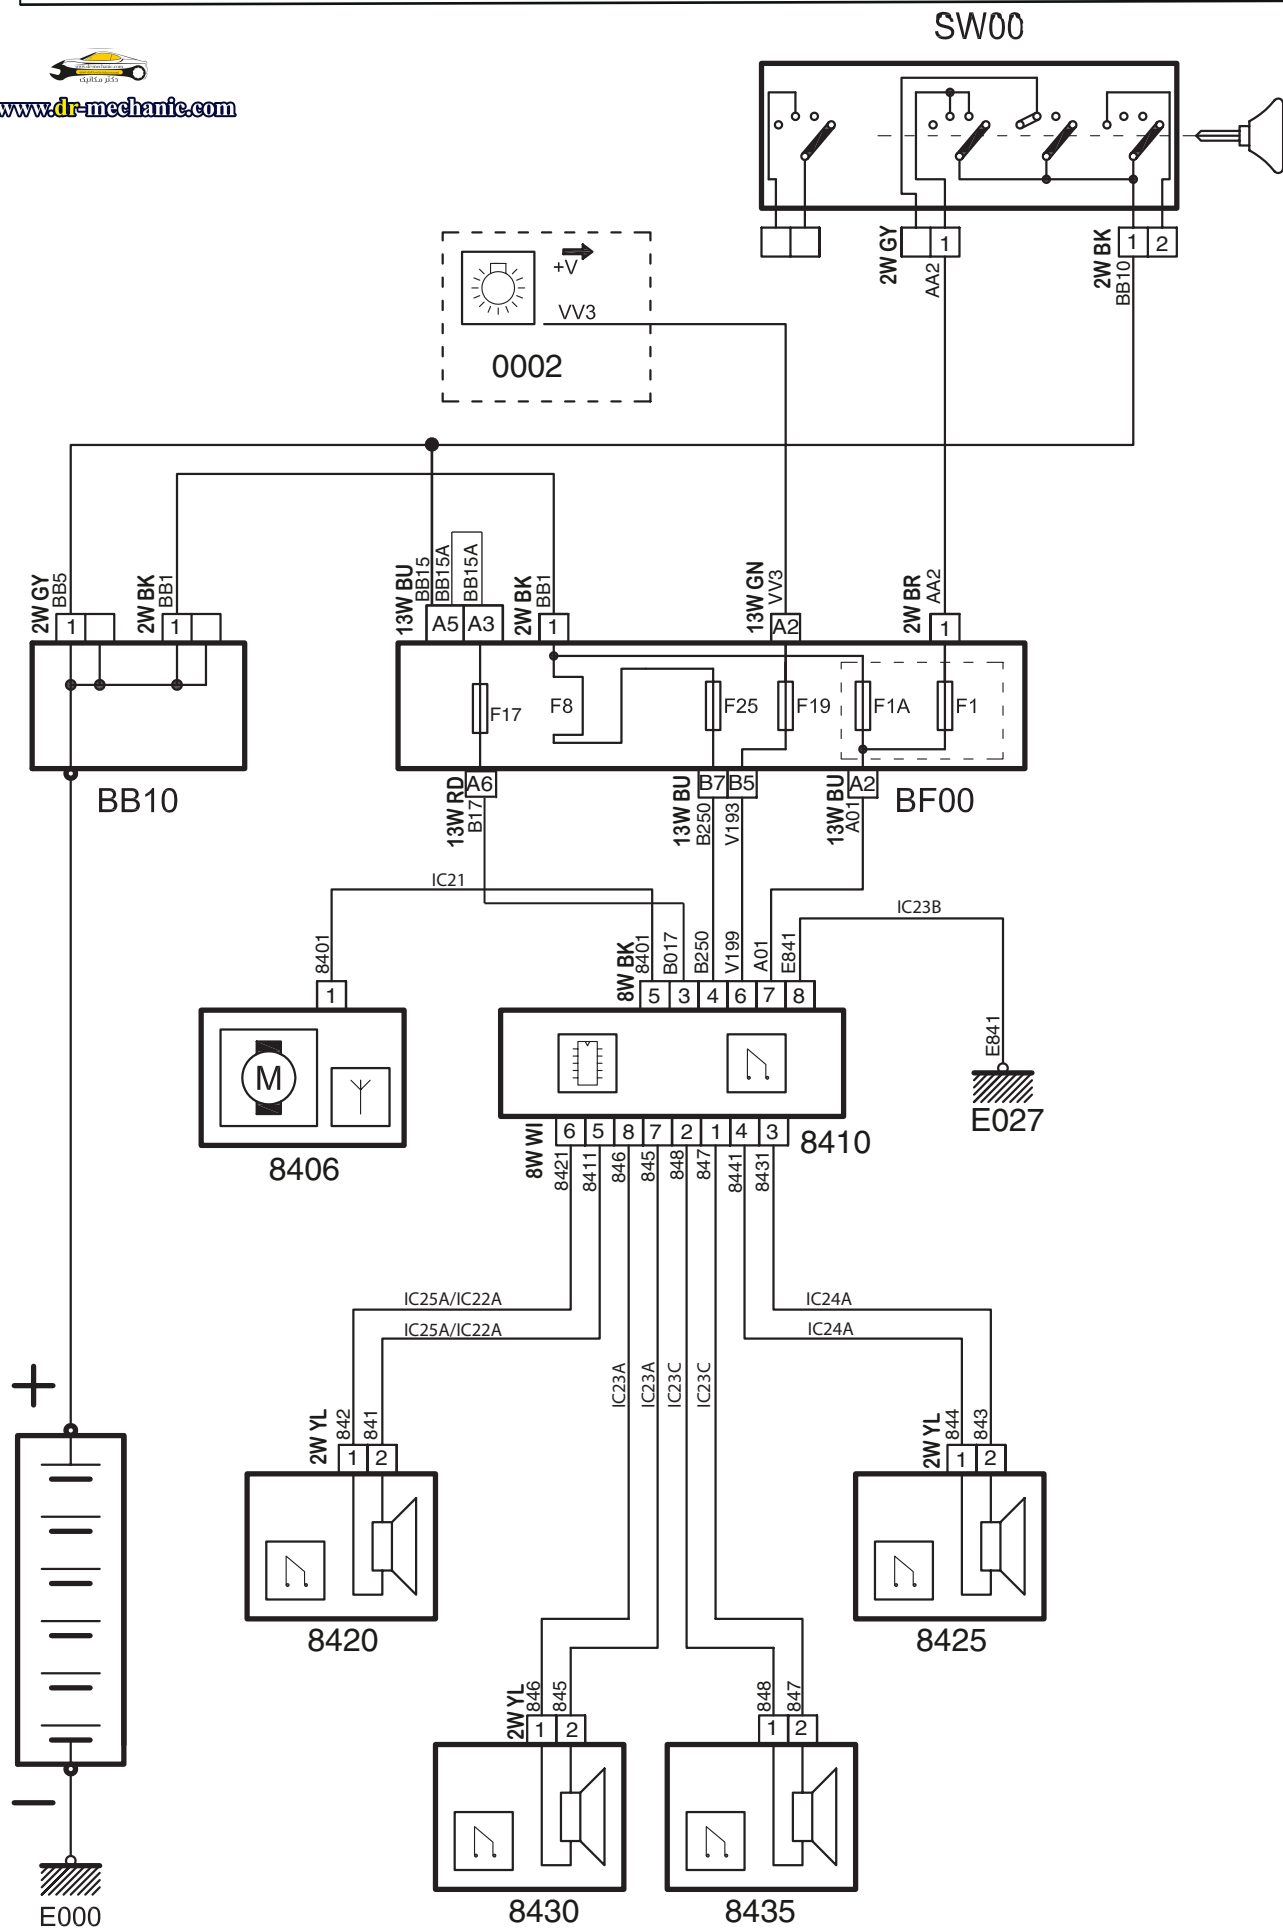 SW00
دکتر مکانیک
www.dr-mechanic.com
2W GY
1
AA2
2W BK
1
2
BB10
+V
VV3
0002
2W GY
BB5
1
2W BK
BB1
1
BB10
13W BU
BB15
BB15A
BB15A
A5
A3
2W BK
BB1
1
13W GN
VV3
A2
2W BR
AA2
1
F17
F8
F25
F19
F1A
F1
13W RD
A6
B17
13W BU
B7
B5
B250
V193
13W BU
A2
A01
BF00
IC21
IC23B
8401
1
8W BK
8401
B017
B250
V199
A01
E841
5
3
4
6
7
8
E841
E027
M
8406
8410
8W WI
6
5
8
7
2
1
4
3
8421
8411
846
845
848
847
8441
8431
IC25A/IC22A
IC24A
IC25A/IC22A
IC24A
IC23A
IC23A
IC23C
IC23C
+
2W YL
842
841
1
2
8420
2W YL
844
843
1
2
8425
2W YL
846
845
1
2
8430
848
847
1
2
8435
–
E000